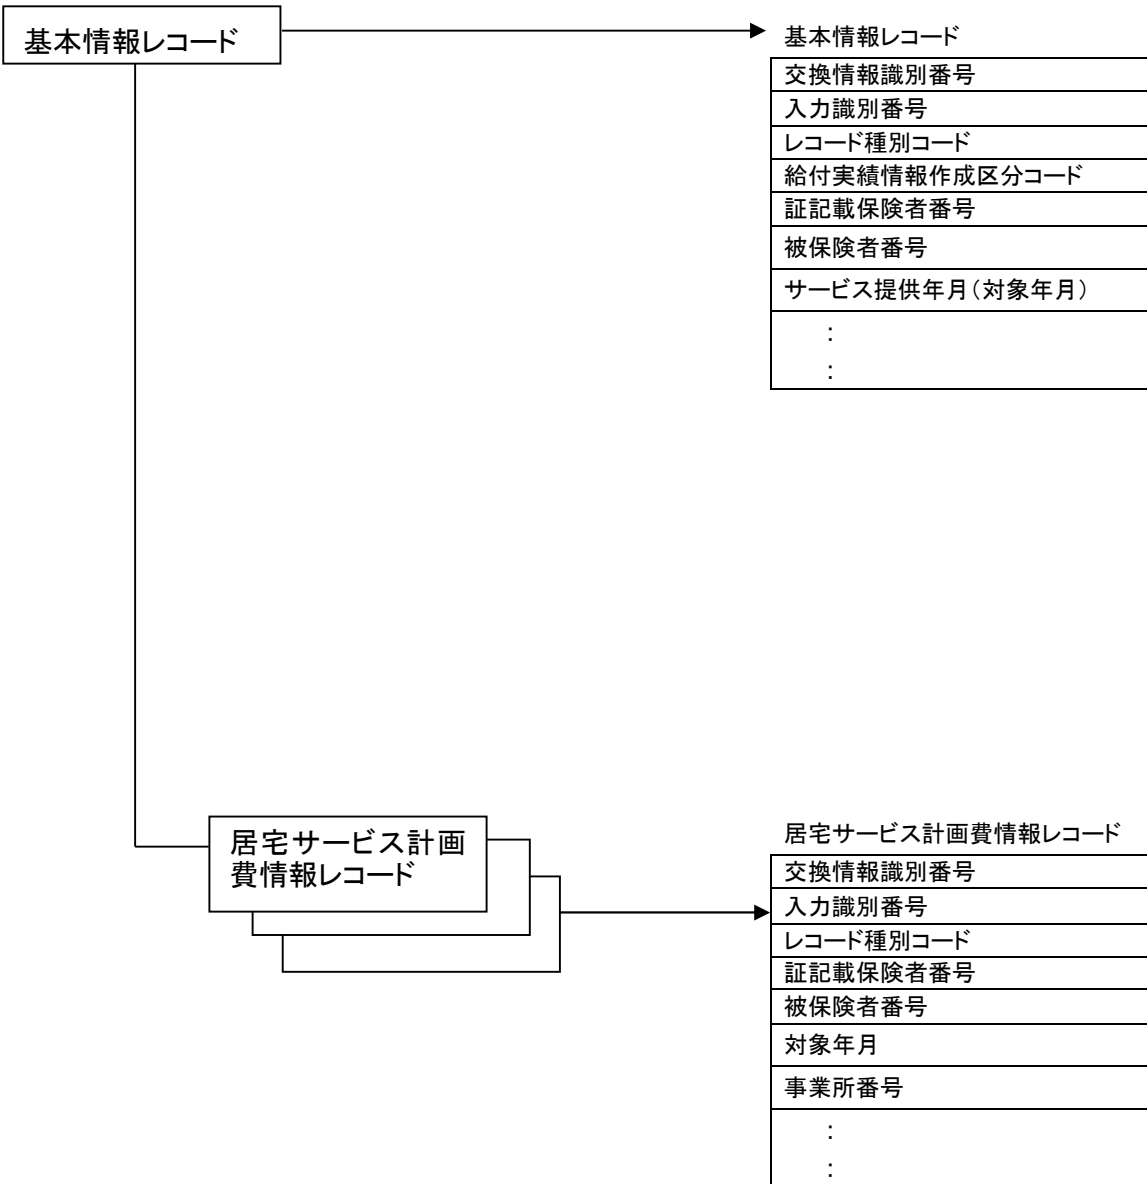 基本情報レコード
基本情報レコード
交換情報識別番号
入力識別番号
レコード種別コード
給付実績情報作成区分コード
証記載保険者番号
被保険者番号
サービス提供年月(対象年月)
:
:
居宅サービス計画
費情報レコード
居宅サービス計画費情報レコード
交換情報識別番号
入力識別番号
レコード種別コード
証記載保険者番号
被保険者番号
対象年月
事業所番号
:
: